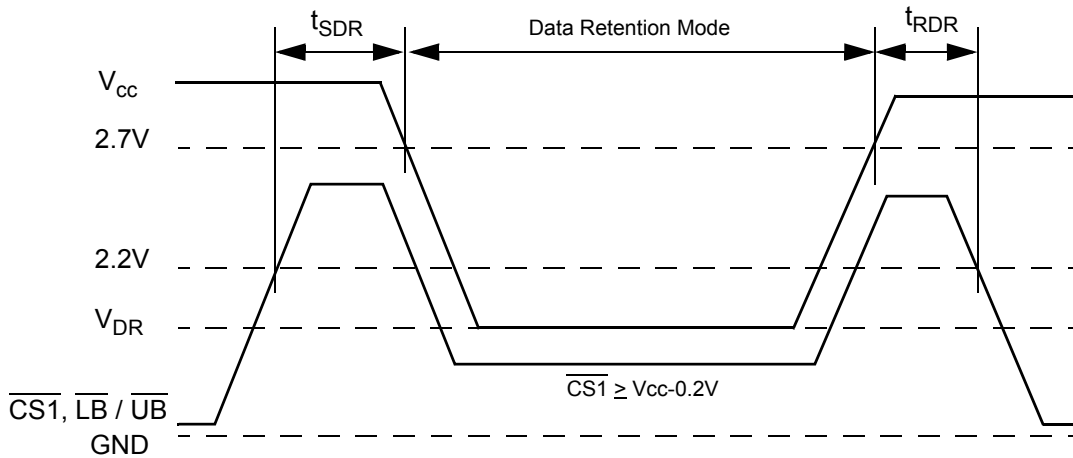 tSDR
Data Retention Mode
tRDR
Vcc
2.7V
2.2V
VDR
CS1 ≥ Vcc-0.2V
CS1, LB / UB
GND